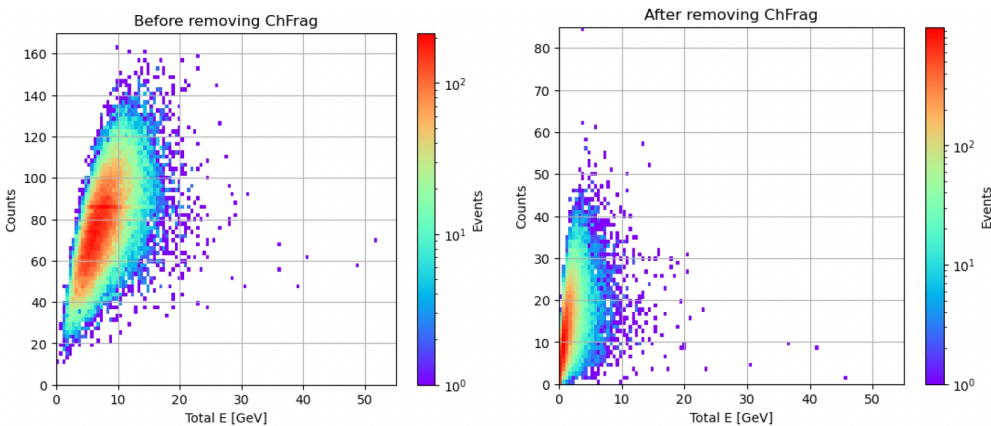 Before removing ChFrag
160
140
120
100
80
60
40
20
0
Counts
0 10 20 30 40 50
Total E [GeV]
10²
10¹
10⁰
Events
After removing ChFrag
80
70
60
50
40
30
20
10
0
Counts
0 10 20 30 40 50
Total E [GeV]
10²
10¹
10⁰
Events